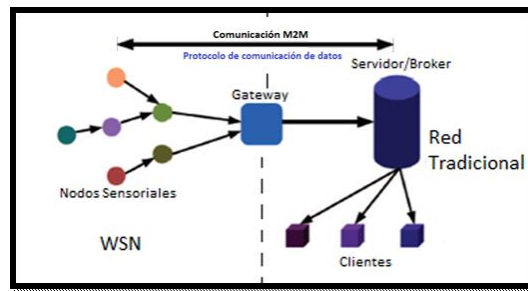 Comunicación M2M
Protocolo de comunicación de datos
Servidor/Broker
Gateway
Red
Tradicional
Nodos Sensoriales
WSN
Clientes